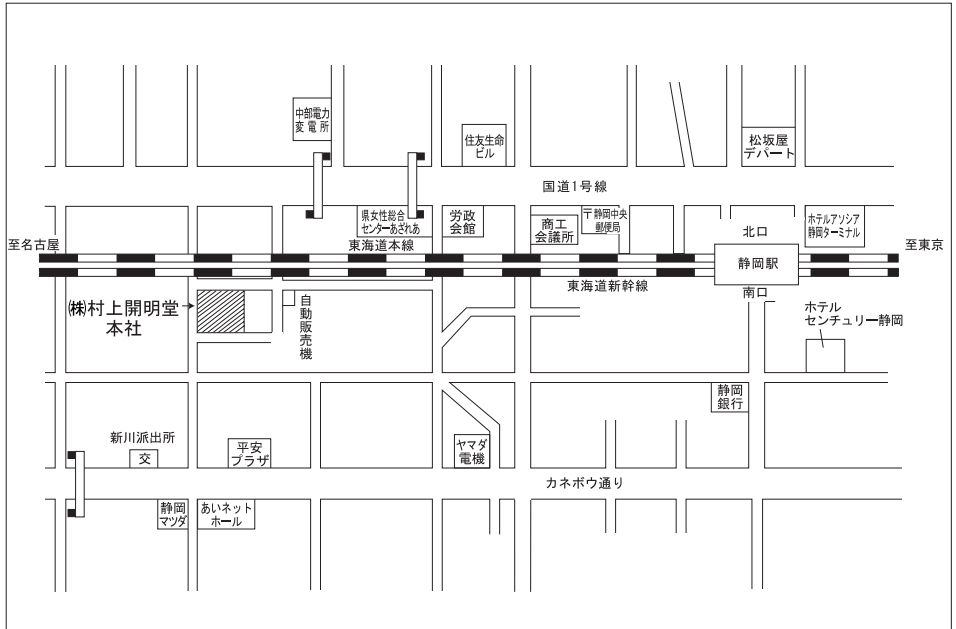 中部電力
変電所
住友生命
ビル
松坂屋
デパート
国道1号線
県女性総合
センターあざれあ
労政
会館
商工
会議所
〒静岡中央
郵便局
北口
ホテルアソシア
静岡ターミナル
至名古屋
東海道本線
静岡駅
至東京
東海道新幹線
南口
㈱村上開明堂
本社
自動販売機
ホテル
センチュリー静岡
静岡
銀行
新川派出所
交
平安
プラザ
ヤマダ
電機
カネボウ通り
静岡
マツダ
あいネット
ホール